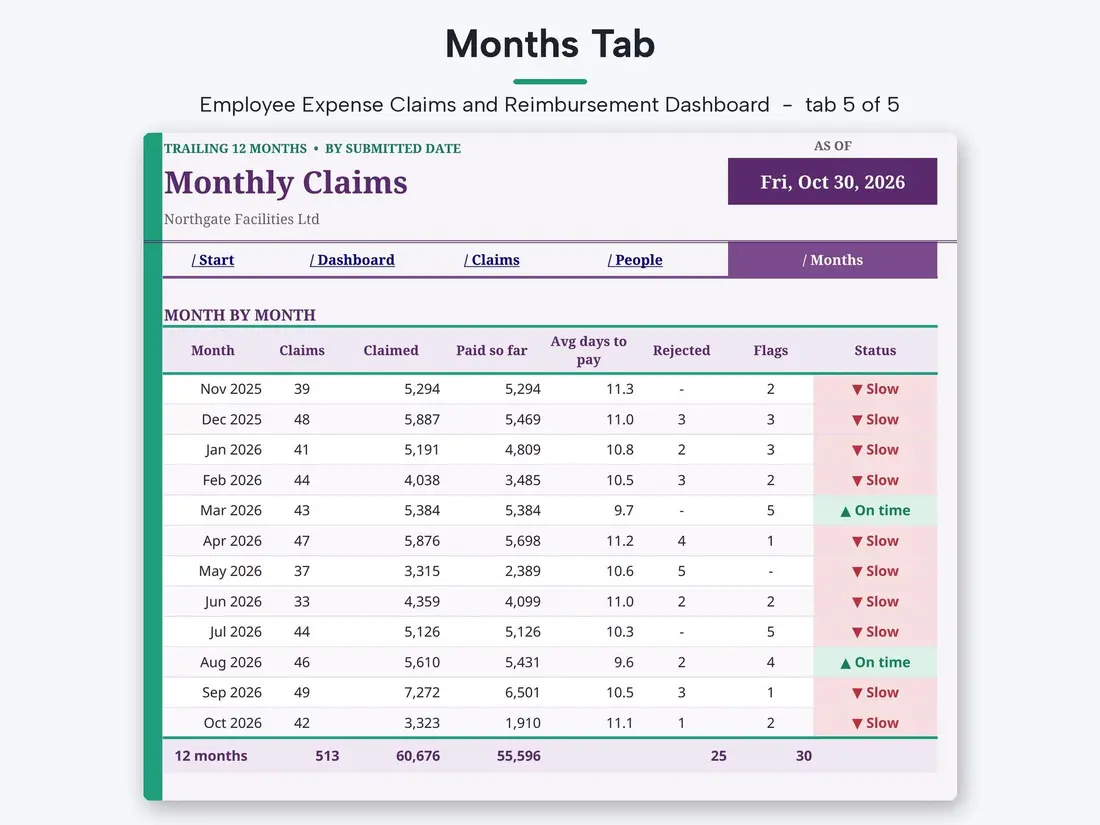 Months Tab
Employee Expense Claims and Reimbursement Dashboard - tab 5 of 5
TRAILING 12 MONTHS • BY SUBMITTED DATE
AS OF
Monthly Claims
Fri, Oct 30, 2026
Northgate Facilities Ltd
/ Start / Dashboard / Claims / People / Months
MONTH BY MONTH
Month Claims Claimed Paid so far Avg days to pay Rejected Flags Status
Nov 2025 39 5,294 5,294 11.3 - 2 ▼ Slow
Dec 2025 48 5,887 5,469 11.0 3 3 ▼ Slow
Jan 2026 41 5,191 4,809 10.8 2 3 ▼ Slow
Feb 2026 44 4,038 3,485 10.5 3 2 ▼ Slow
Mar 2026 43 5,384 5,384 9.7 - 5 ▲ On time
Apr 2026 47 5,876 5,698 11.2 4 1 ▼ Slow
May 2026 37 3,315 2,389 10.6 5 - ▼ Slow
Jun 2026 33 4,359 4,099 11.0 2 2 ▼ Slow
Jul 2026 44 5,126 5,126 10.3 - 5 ▼ Slow
Aug 2026 46 5,610 5,431 9.6 2 4 ▲ On time
Sep 2026 49 7,272 6,501 10.5 3 1 ▼ Slow
Oct 2026 42 3,323 1,910 11.1 1 2 ▼ Slow
12 months 513 60,676 55,596 25 30